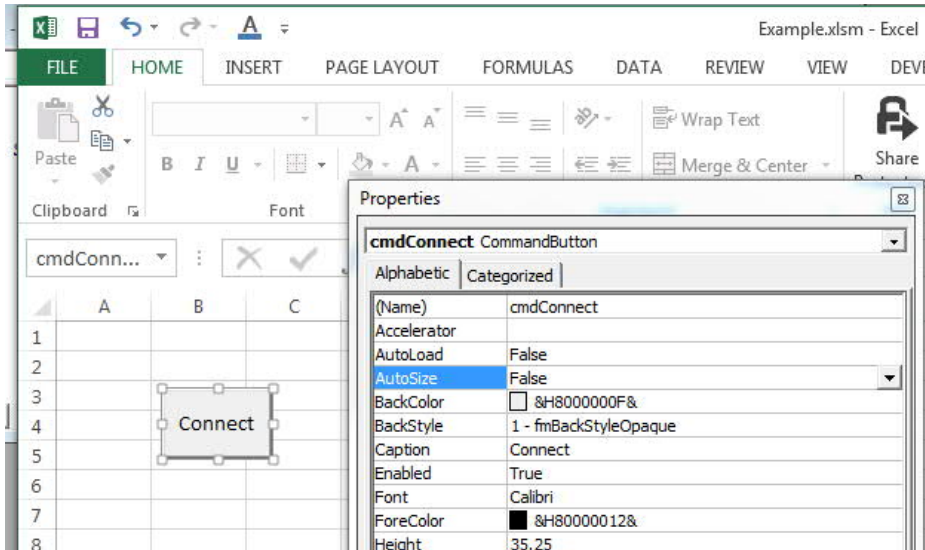 Example.xlsm - Excel
FILE HOME INSERT PAGE LAYOUT FORMULAS DATA REVIEW VIEW
A A Wrap Text
Paste B I U A Merge & Center Share
Clipboard Font
Properties
cmdConnect CommandButton
cmdConn...
Alphabetic Categorized
A B C
(Name) cmdConnect
Accelerator
1
AutoLoad False
2
AutoSize False
3
BackColor &H8000000F&
4 Connect
BackStyle 1 - fmBackStyleOpaque
5
Caption Connect
Enabled True
6
Font Calibri
7
ForeColor &H80000012&
8
Height 35.25